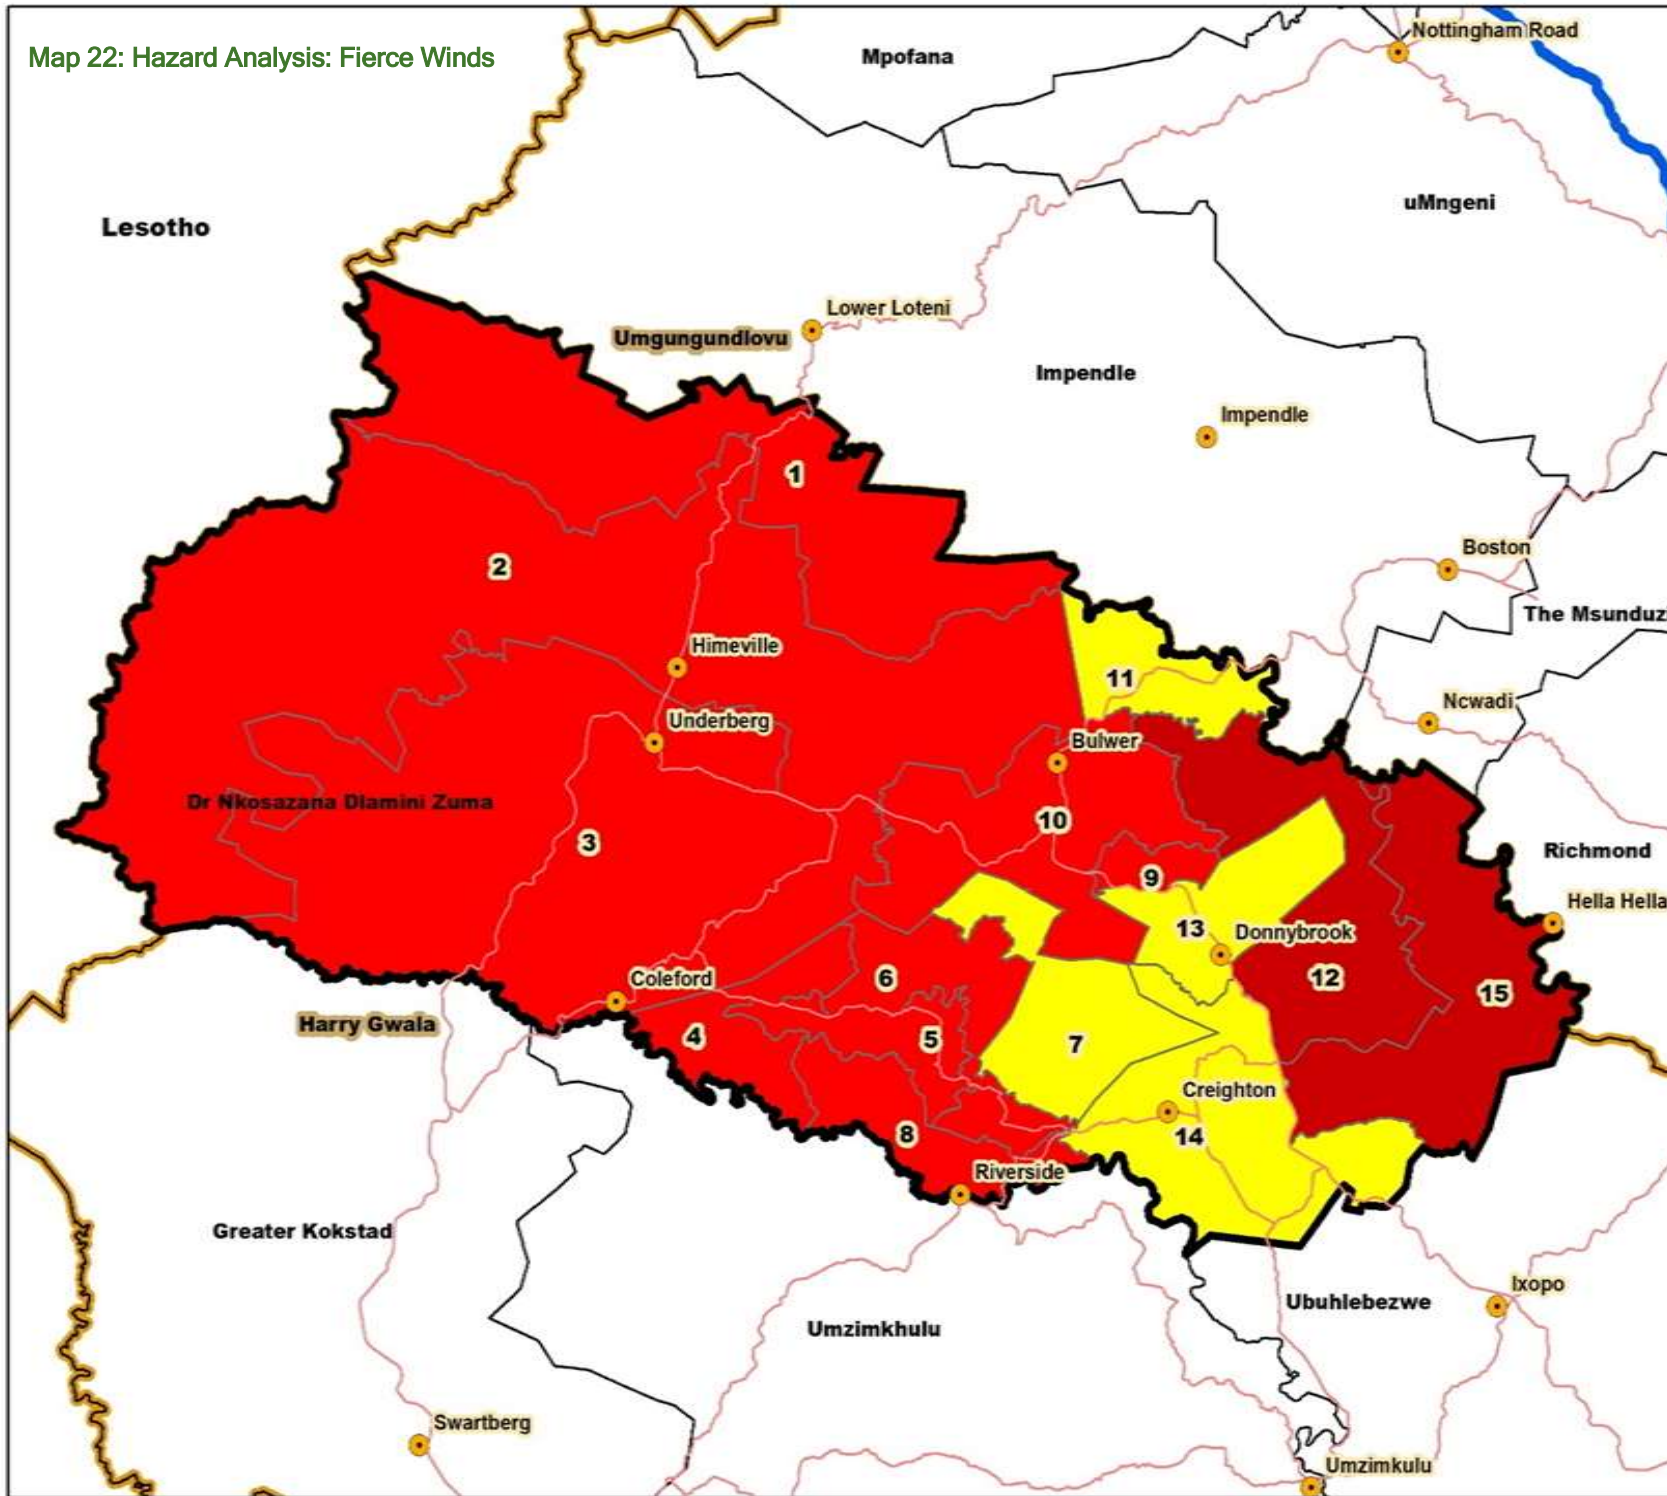 Map 22: Hazard Analysis: Fierce Winds
Nottingham Road
Mpofana
uMngeni
Lesotho
Lower Loteni
Umgungundlovu
Impendle
Impendle
1
Boston
2
The Msunduz
Himeville
11
Ncwadi
Underberg
Bulwer
Dr Nkosazana Dlamini Zuma
10
3
Richmond
9
Hella Hella
13
Donnybrook
Coleford
6
12
15
Harry Gwala
4
5
7
Creighton
8
14
Riverside
Greater Kokstad
Ixopo
Ubuhlebezwe
Umzimkhulu
Swartberg
Umzimkulu